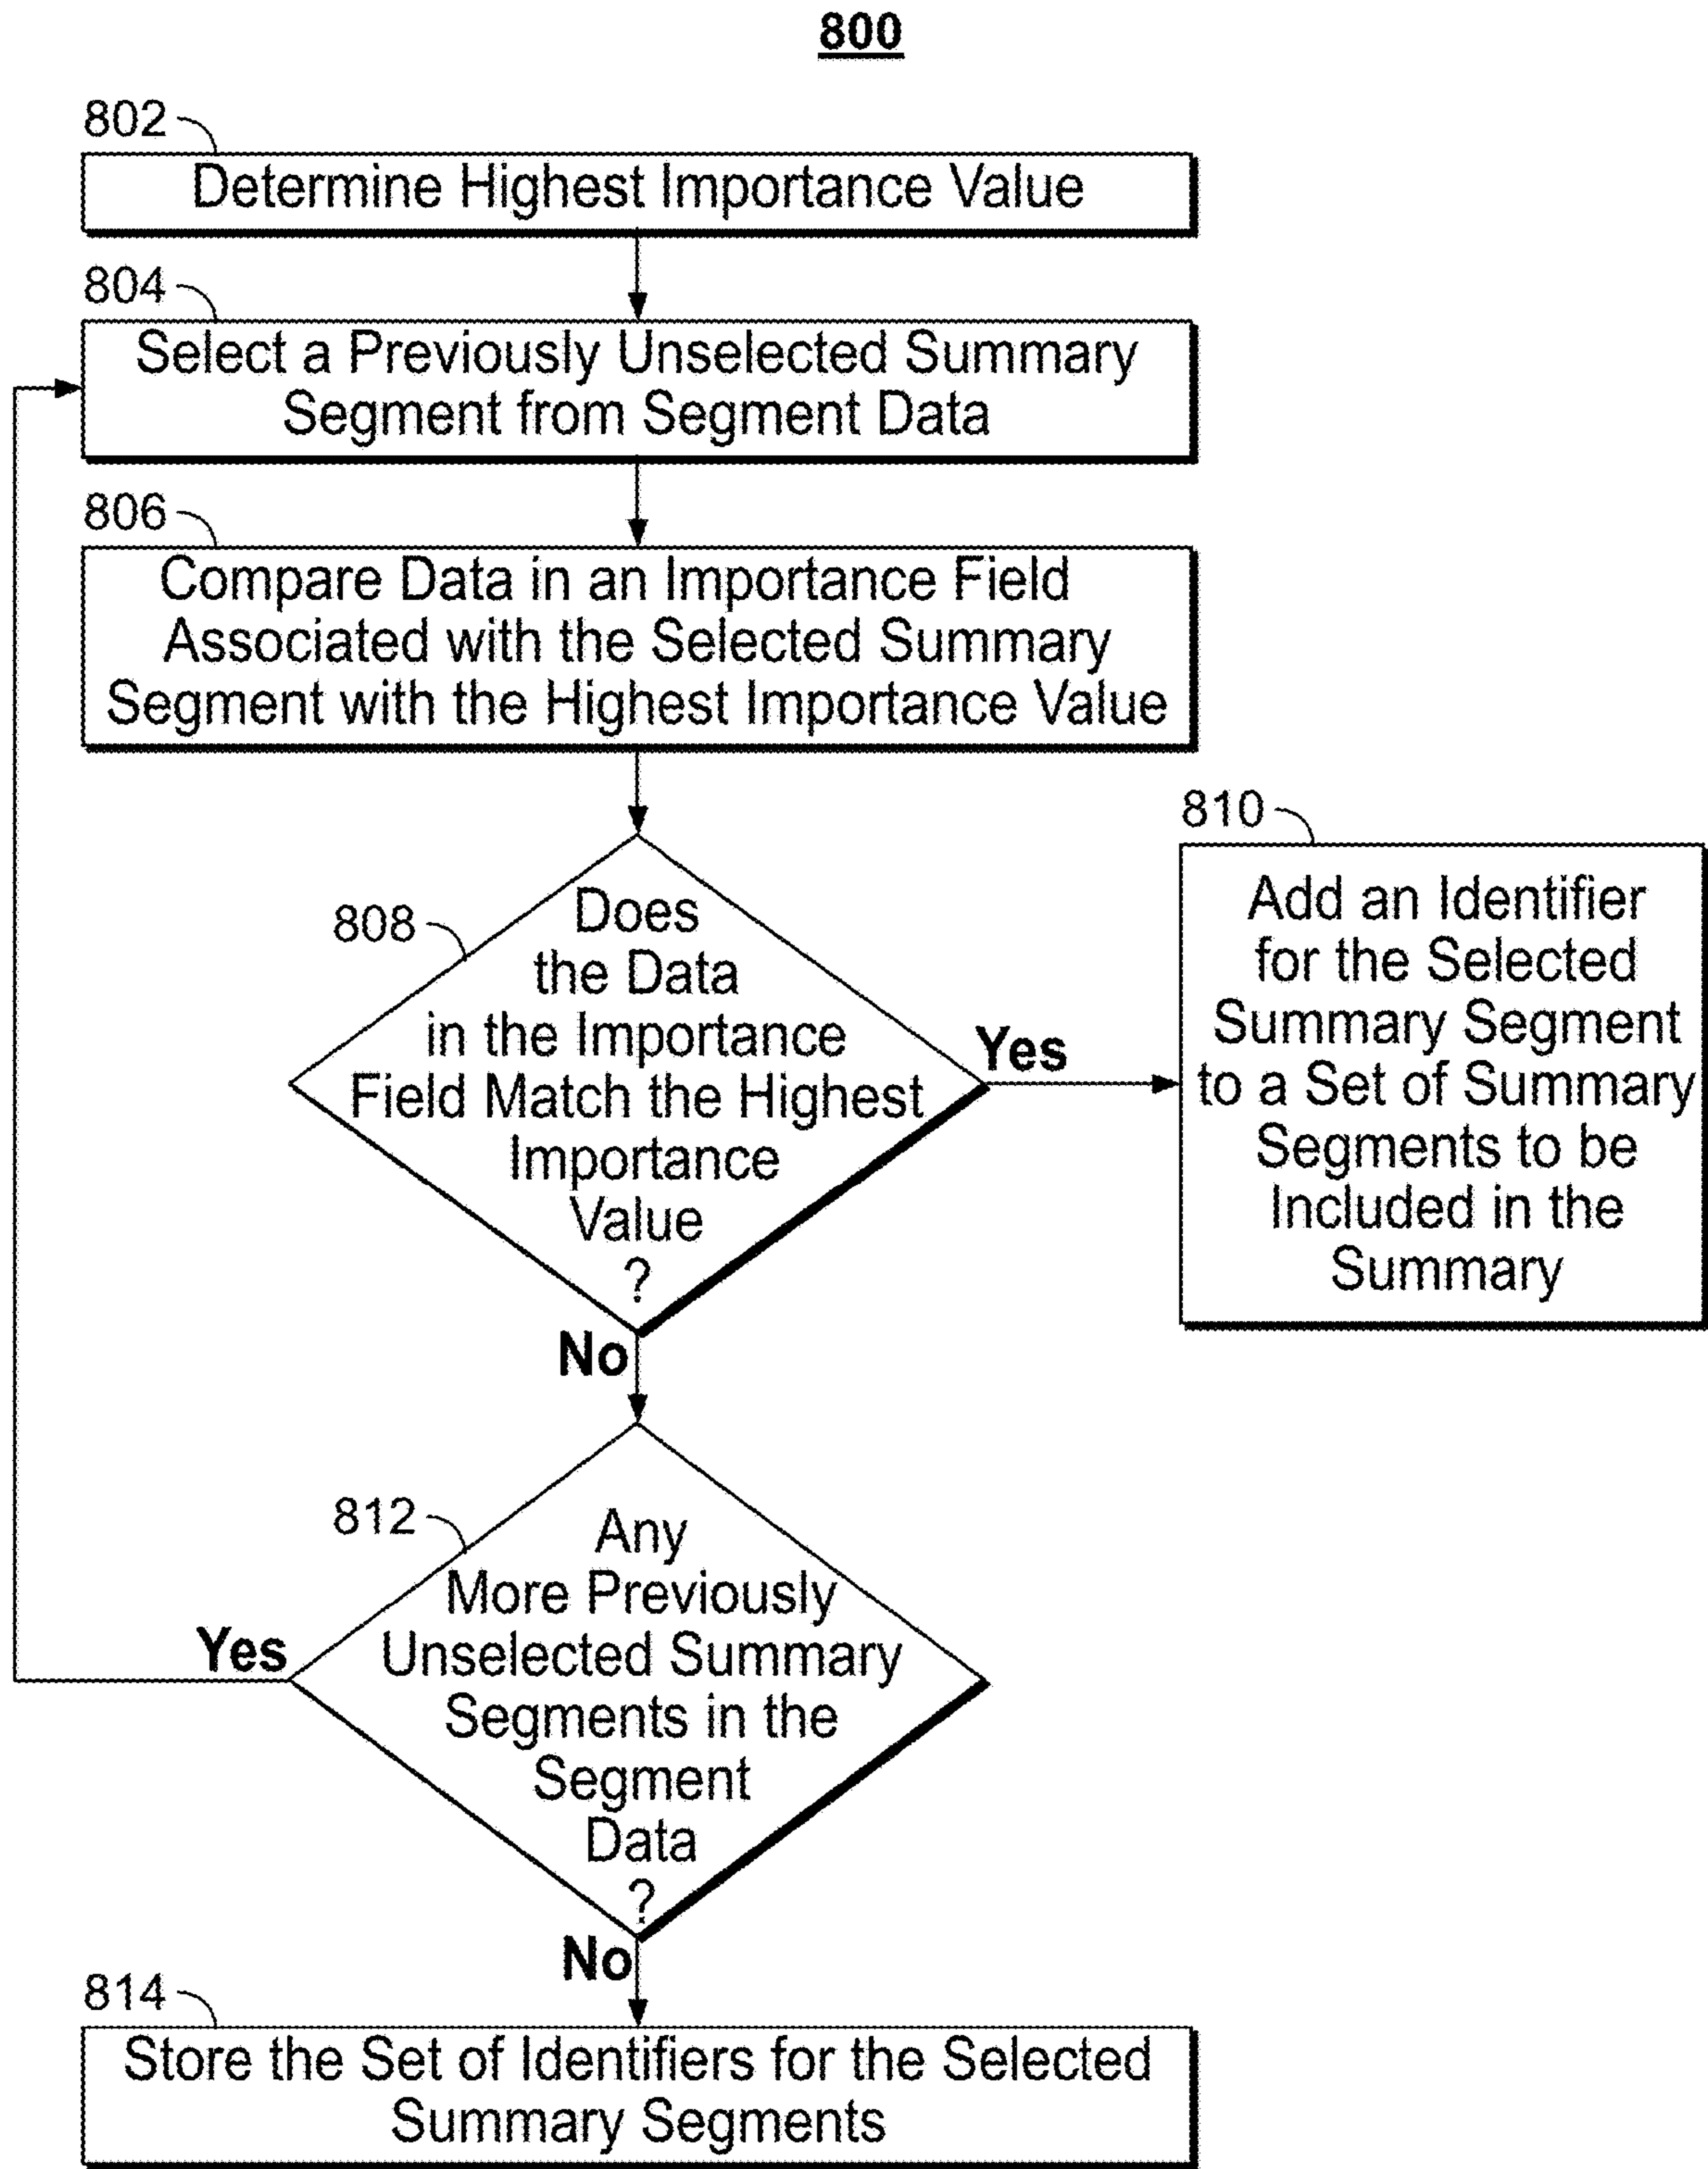 800
802
Determine Highest Importance Value
804
Select a Previously Unselected Summary
Segment from Segment Data
806
Compare Data in an Importance Field
Associated with the Selected Summary
Segment with the Highest Importance Value
808
Does
the Data
in the Importance
Field Match the Highest
Importance
Value
?
Yes
No
810
Add an Identifier
for the Selected
Summary Segment
to a Set of Summary
Segments to be
Included in the
Summary
812
Any
More Previously
Unselected Summary
Segments in the
Segment
Data
?
Yes
No
814
Store the Set of Identifiers for the Selected
Summary Segments